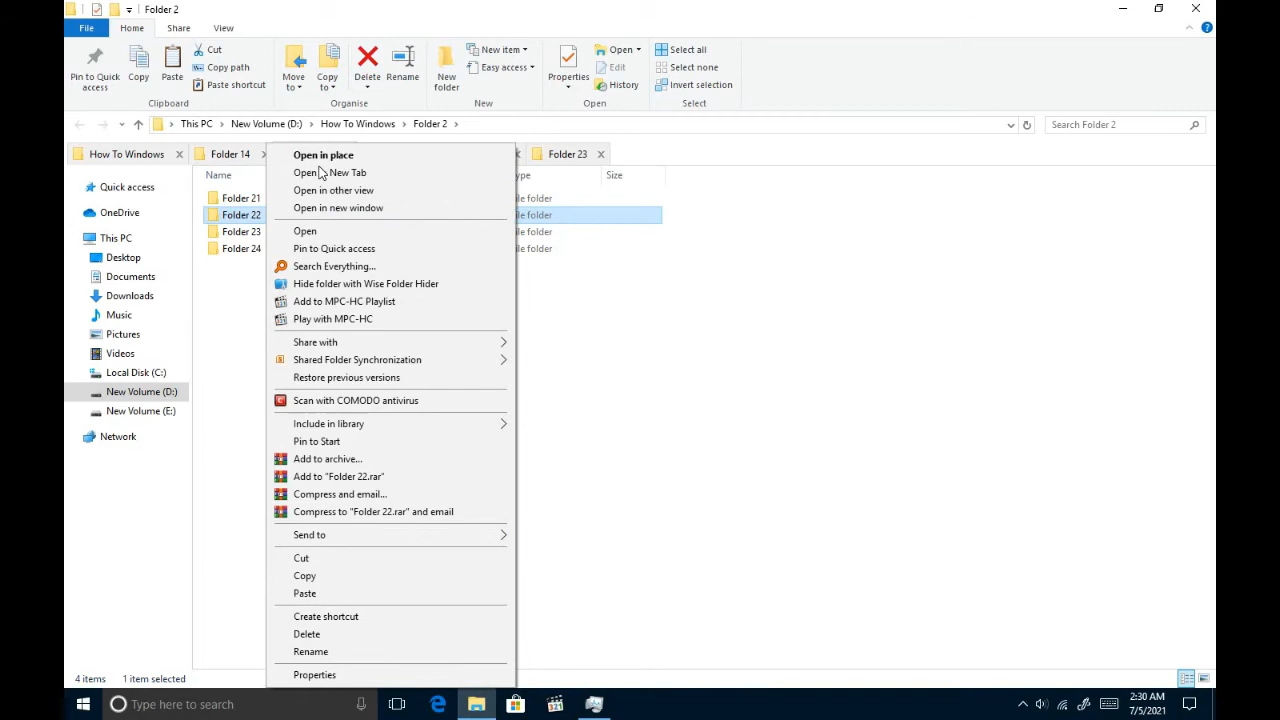 Folder 2
File
Home
Share
View
Pin to Quick access
Copy
Paste
Cut
Copy path
Paste shortcut
Clipboard
Move to
Copy to
Delete
Rename
Organise
New folder
New item
Easy access
New
Properties
Open
Edit
History
Open
Select all
Select none
Invert selection
Select
This PC
New Volume (D:)
How To Windows
Folder 2
Search Folder 2
How To Windows
Folder 14
Folder 23
Quick access
OneDrive
This PC
Desktop
Documents
Downloads
Music
Pictures
Videos
Local Disk (C:)
New Volume (D:)
New Volume (E:)
Network
Name
Size
Folder 21
Folder 22
Folder 23
Folder 24
folder
folder
folder
folder
Open in place
Open New Tab
Open in other view
Open in new window
Open
Pin to Quick access
Search Everything...
Hide folder with Wise Folder Hider
Add to MPC-HC Playlist
Play with MPC-HC
Share with
Shared Folder Synchronization
Restore previous versions
Scan with COMODO antivirus
Include in library
Pin to Start
Add to archive...
Add to "Folder 22.rar"
Compress and email...
Compress to "Folder 22.rar" and email
Send to
Cut
Copy
Paste
Create shortcut
Delete
Rename
Properties
4 items
1 item selected
Type here to search
321
2:30 AM
7/5/2021